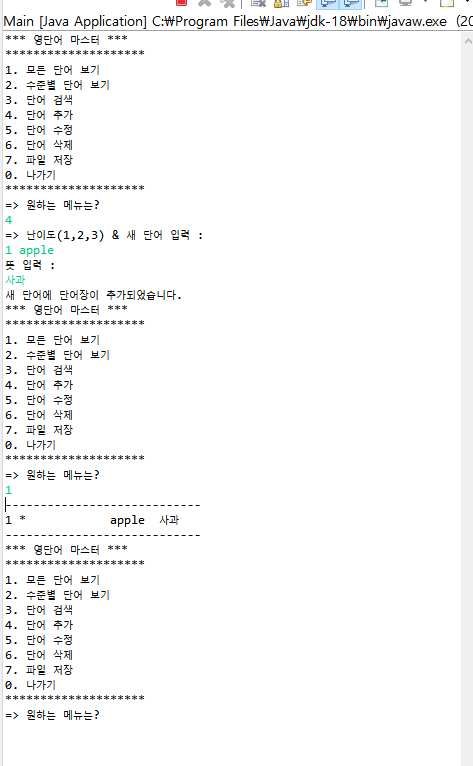 Main [Java Application] C:₩Program Files₩Java₩jdk-18₩bin₩javaw.exe (20
*** 영단어 마스터 ***
********************
1. 모든 단어 보기
2. 수준별 단어 보기
3. 단어 검색
4. 단어 추가
5. 단어 수정
6. 단어 삭제
7. 파일 저장
0. 나가기
********************
=> 원하는 메뉴는?
4
=> 난이도(1,2,3) & 새 단어 입력 :
1 apple
뜻 입력 :
사과
새 단어에 단어장이 추가되었습니다.
*** 영단어 마스터 ***
********************
1. 모든 단어 보기
2. 수준별 단어 보기
3. 단어 검색
4. 단어 추가
5. 단어 수정
6. 단어 삭제
7. 파일 저장
0. 나가기
********************
=> 원하는 메뉴는?
1
----------------------------
1 *            apple  사과
----------------------------
*** 영단어 마스터 ***
********************
1. 모든 단어 보기
2. 수준별 단어 보기
3. 단어 검색
4. 단어 추가
5. 단어 수정
6. 단어 삭제
7. 파일 저장
0. 나가기
********************
=> 원하는 메뉴는?